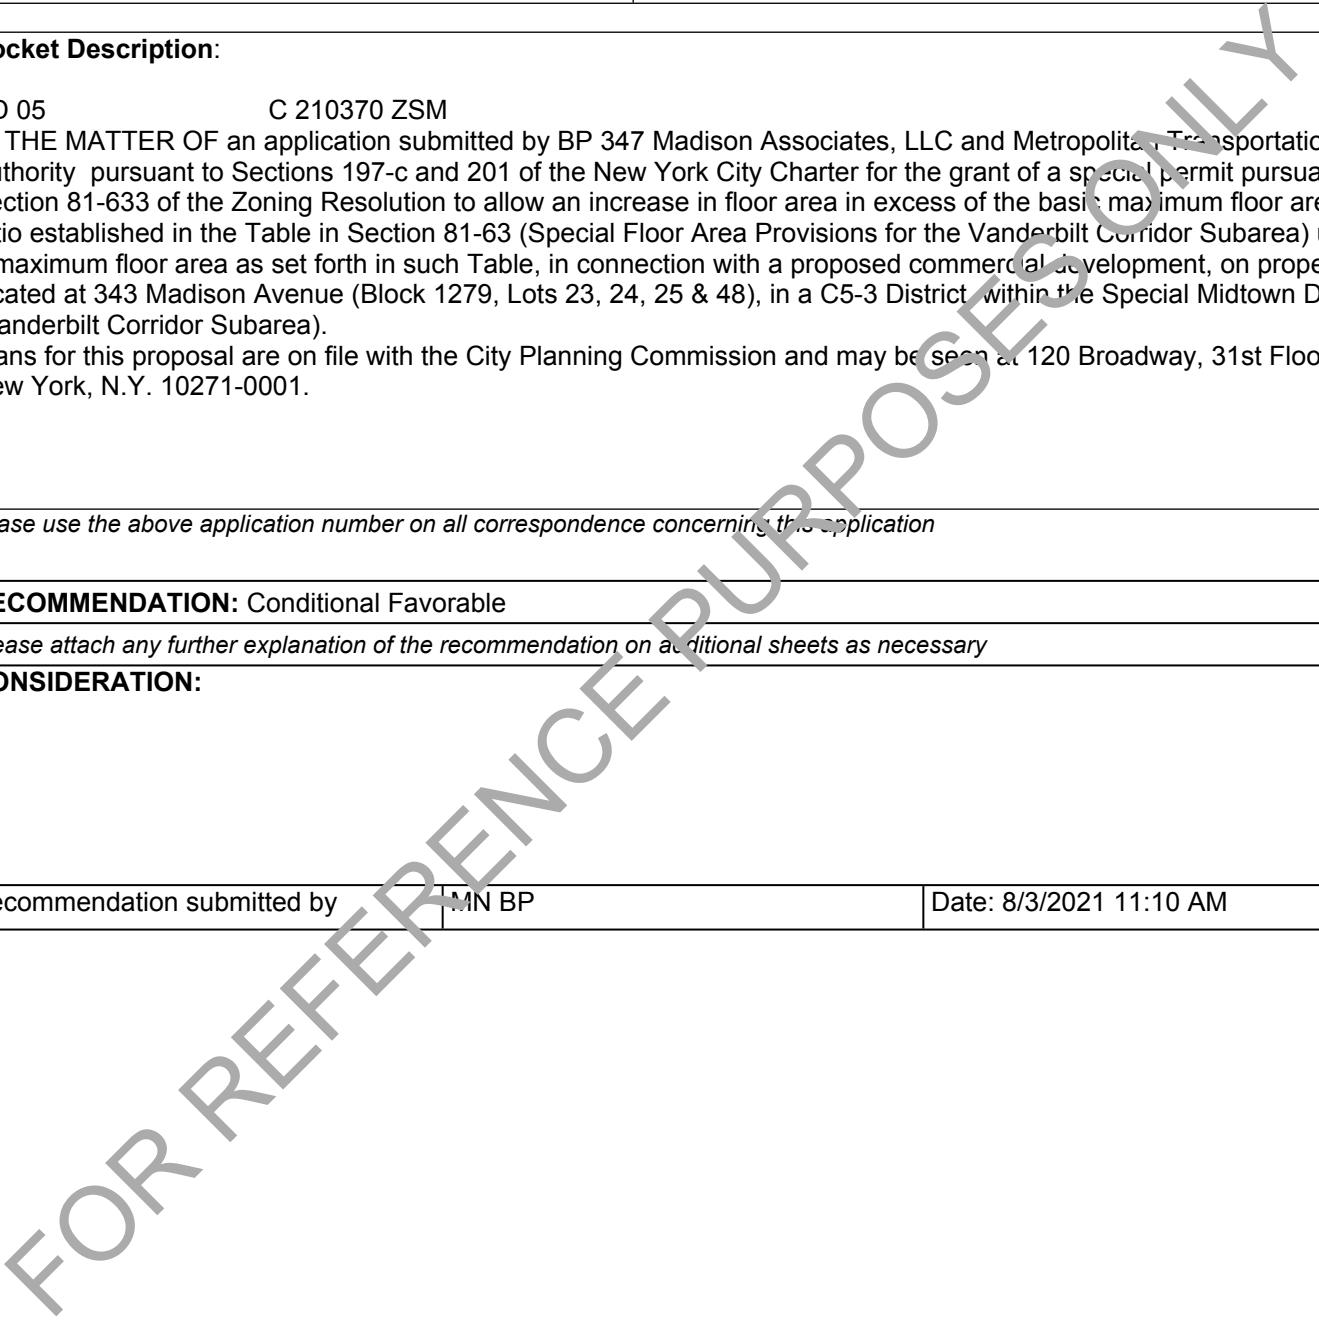 ocket Description:
D 05 C 210370 ZSM
THE MATTER OF an application submitted by BP 347 Madison Associates, LLC and Metropolitan Transportatio
uthority pursuant to Sections 197-c and 201 of the New York City Charter for the grant of a special permit pursua
ection 81-633 of the Zoning Resolution to allow an increase in floor area in excess of the basic maximum floor are
tio established in the Table in Section 81-63 (Special Floor Area Provisions for the Vanderbilt Corridor Subarea) u
maximum floor area as set forth in such Table, in connection with a proposed commercial development, on prope
cated at 343 Madison Avenue (Block 1279, Lots 23, 24, 25 & 48), in a C5-3 District, within the Special Midtown D
anderbilt Corridor Subarea).
ans for this proposal are on file with the City Planning Commission and may be seen at 120 Broadway, 31st Floo
ew York, N.Y. 10271-0001.
ase use the above application number on all correspondence concerning this application
ECOMMENDATION: Conditional Favorable
ease attach any further explanation of the recommendation on additional sheets as necessary
ONSIDERATION:
ecommendation submitted by MN BP Date: 8/3/2021 11:10 AM
FOR REFERENCE PURPOSES ONLY